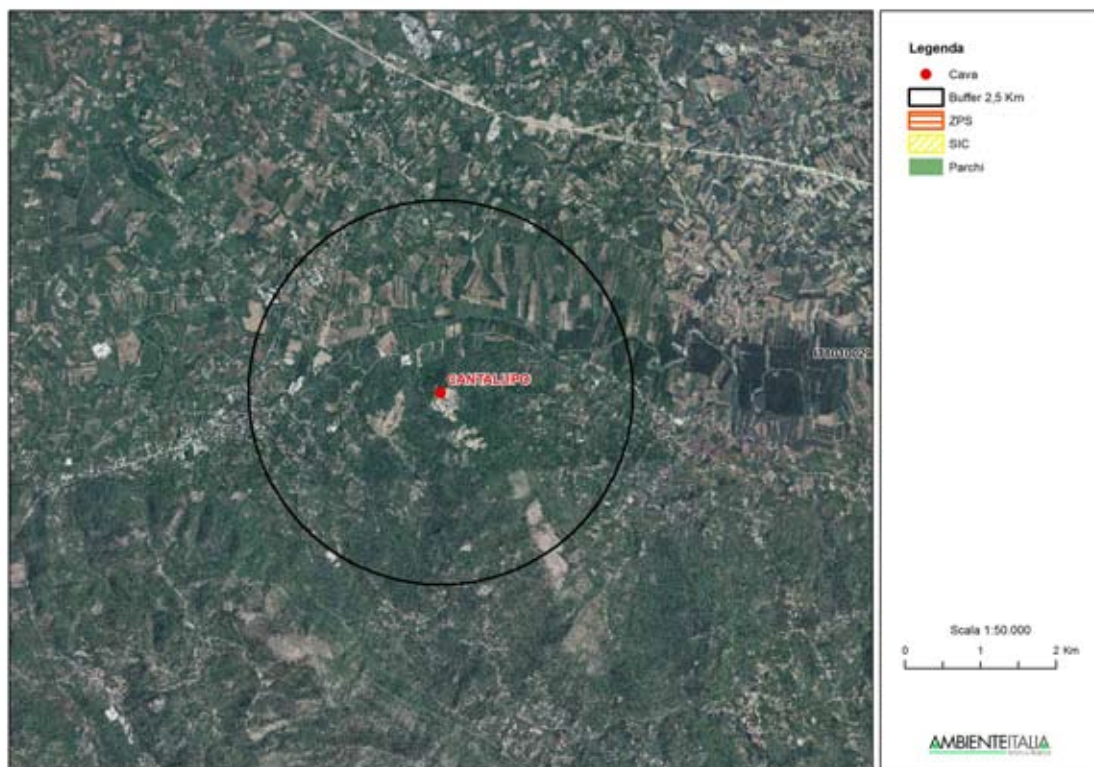 CANTALUPO
Legenda
Cava
Buffer 2,5 Km
ZPS
SIC
Parchi
Scala 1:50.000
0 1 2 Km
AMBIENTEITALIA